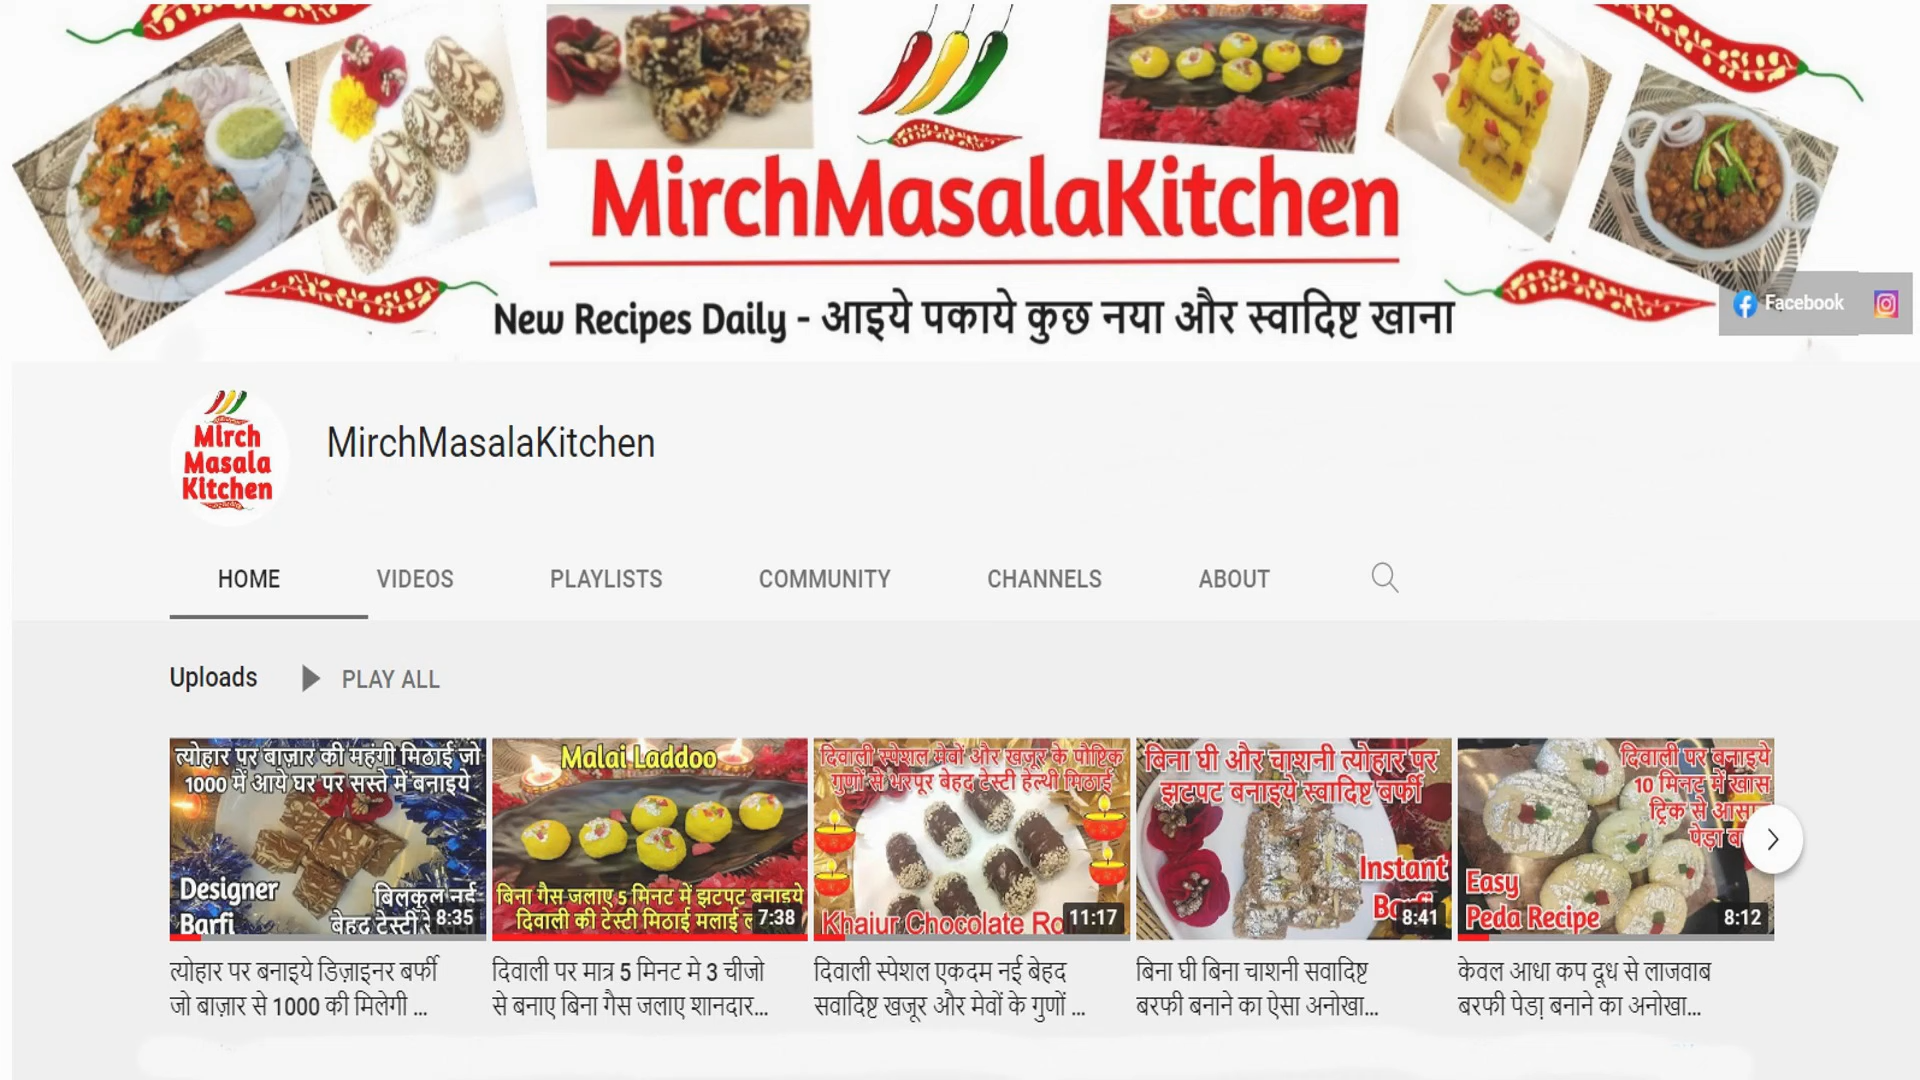 MirchMasalaKitchen
New Recipes Daily - आइये पकाये कुछ नया और स्वादिष्ट खाना
Facebook
Mirch
Masala
Kitchen
MirchMasalaKitchen
HOME VIDEOS PLAYLISTS COMMUNITY CHANNELS ABOUT
Uploads PLAY ALL
त्योहार पर बाज़ार की महंगी मिठाई जो
1000 में आये घर पर सस्ते में बनाइये
Designer
Barfi
बिलकुल नई
बेहद टेस्टी
8:35
Malai Laddoo
बिना गैस जलाए 5 मिनट में झटपट बनाइये
दिवाली की टेस्टी मिठाई मलाई
7:38
दिवाली स्पेशल मेवों और खजूर के पौष्टिक
गुणों से भरपूर बेहद टेस्टी हेल्थी मिठाई
Khajur Chocolate Ro
11:17
बिना घी और चाशनी त्योहार पर
झटपट बनाइये स्वादिष्ट बर्फी
Instant
8:41
दिवाली पर बनाइये
10 मिनट में खास
ट्रिक से
पेड़ा
Easy
Peda Recipe
8:12
त्योहार पर बनाइये डिज़ाइनर बर्फी
जो बाज़ार से 1000 की मिलेगी ...
दिवाली पर मात्र 5 मिनट मे 3 चीजो
से बनाए बिना गैस जलाए शानदार...
दिवाली स्पेशल एकदम नई बेहद
सवादिष्ट खजूर और मेवों के गुणों ...
बिना घी बिना चाशनी सवादिष्ट
बरफी बनाने का ऐसा अनोखा...
केवल आधा कप दूध से लाजवाब
बरफी पेडा़ बनाने का अनोखा...